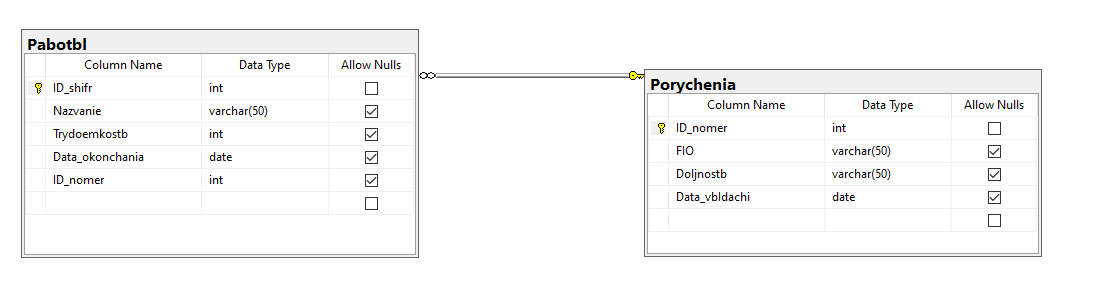 Pabotbl
Column Name Data Type Allow Nulls
ID_shifr int
Nazvanie varchar(50)
Trydoemkostb int
Data_okonchania date
ID_nomer int
Porychenia
Column Name Data Type Allow Nulls
ID_nomer int
FIO varchar(50)
Doljnostb varchar(50)
Data_vbldachi date